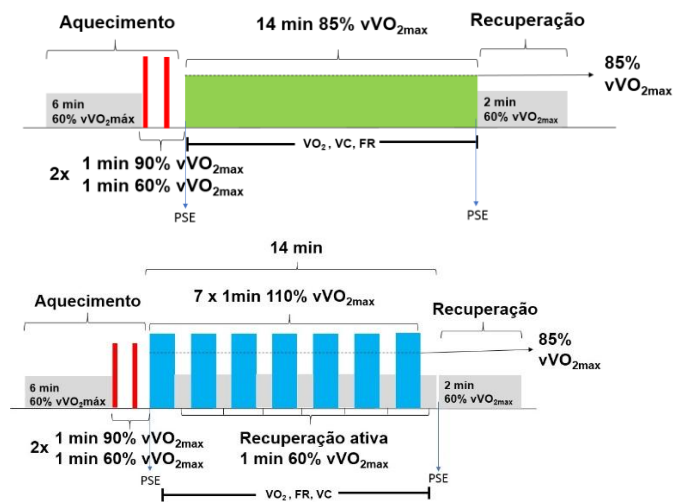 Aquecimento
14 min 85% vVO2max
Recuperação
85%
vVO2max
6 min
60% vVO2máx
2 min
60% vVO2max
VO2 , VC, FR
2x
1 min 90% vVO2max
1 min 60% vVO2max
PSE
PSE
14 min
Aquecimento
7 x 1min 110% vVO2max
Recuperação
85%
vVO2max
6 min
60% vVO2máx
2 min
60% vVO2max
2x
1 min 90% vVO2max
1 min 60% vVO2max
Recuperação ativa
1 min 60% vVO2max
PSE
PSE
VO2 , FR, VC